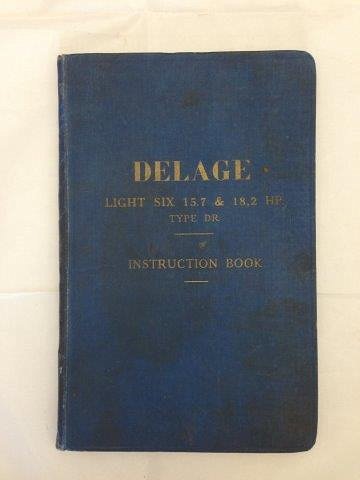 DELAGE
LIGHT SIX 15.7 & 18,2 HP.
TYPE DR
INSTRUCTION BOOK